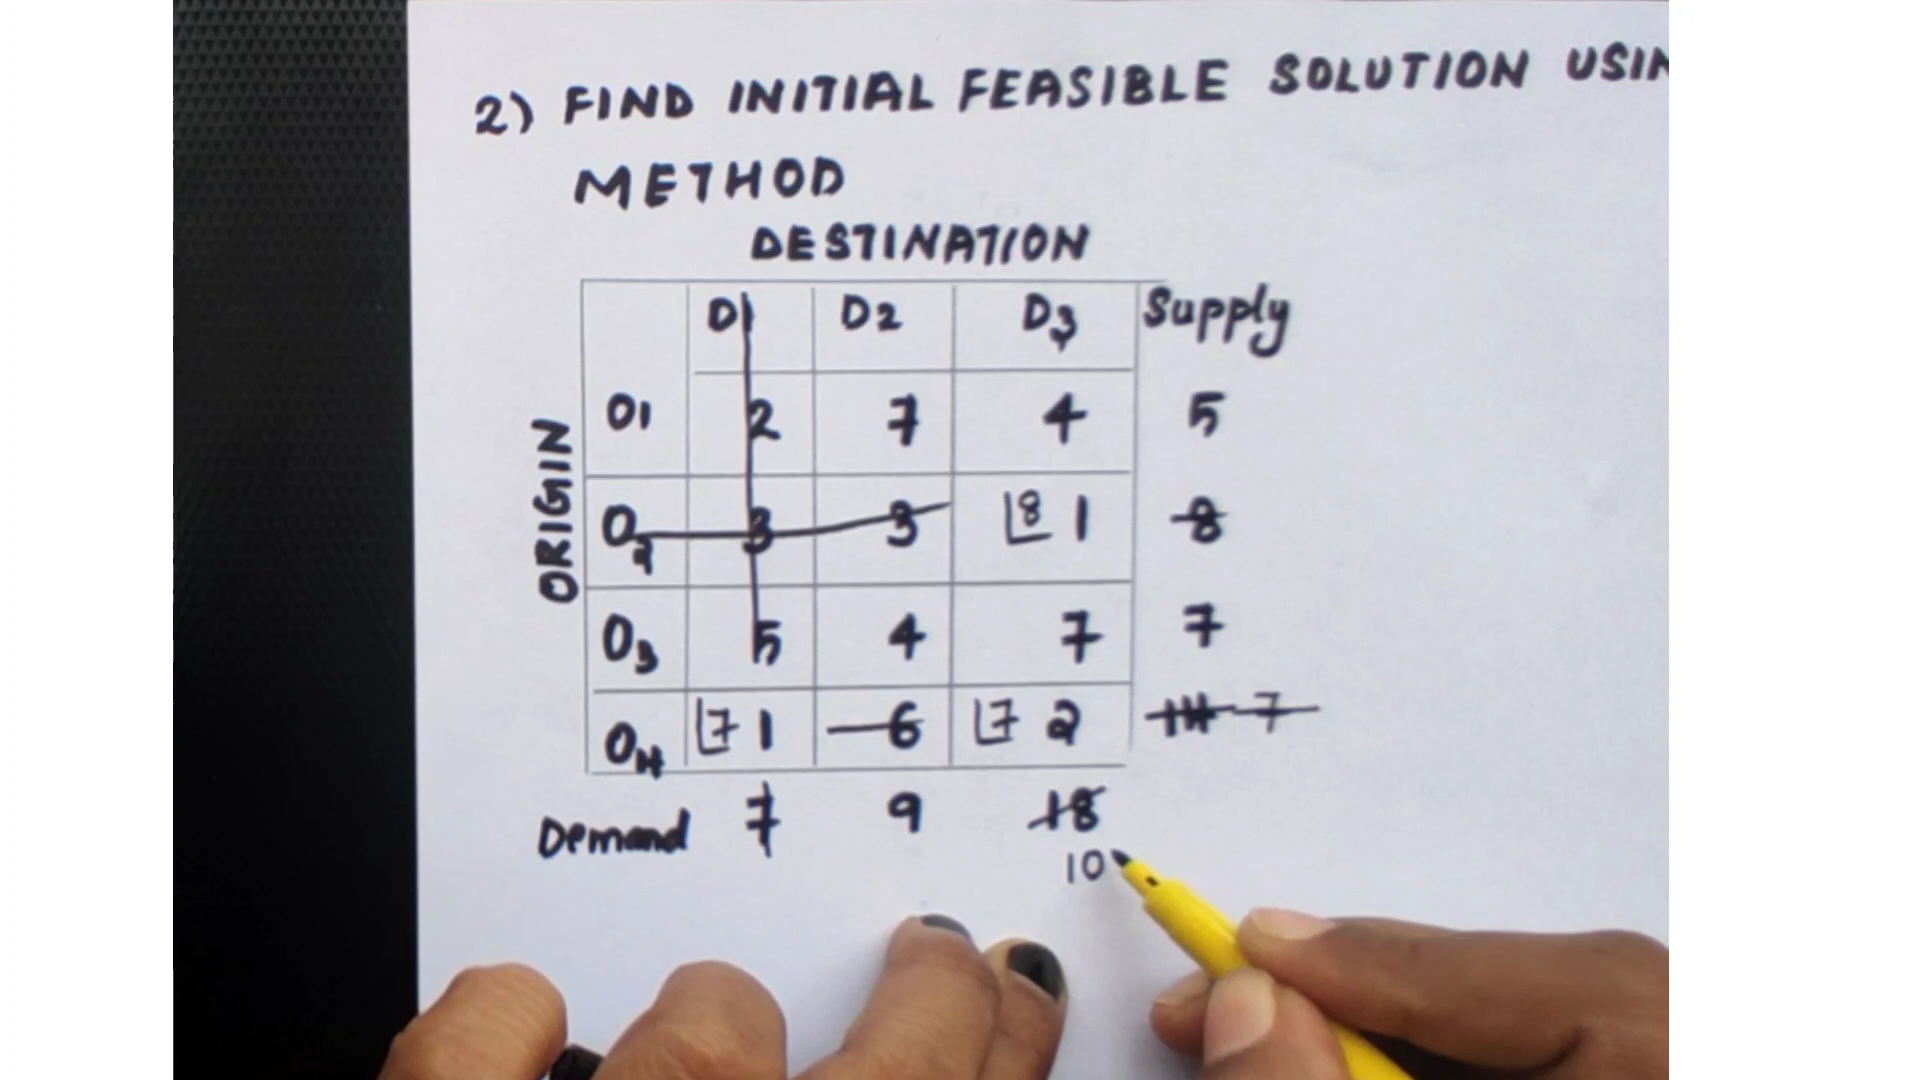 2) FIND INITIAL FEASIBLE SOLUTION USIN
METHOD
DESTINATION
D1 D2 D3 Supply
ORIGIN
O1 2 7 4 5
O2 3 3 8 1 8
O3 5 4 7 7
O4 7 1 6 7 2 14 7
Demand 7 9 18
10